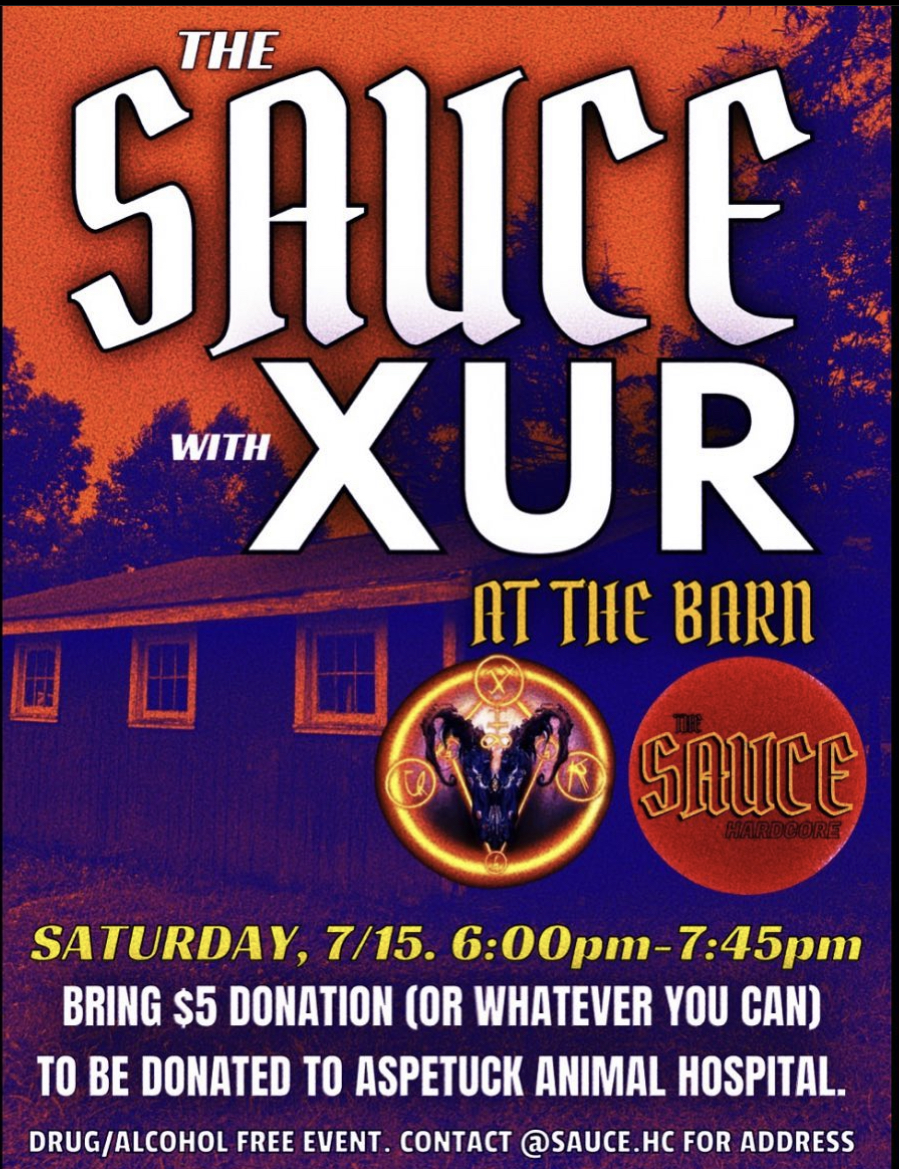 THE
SAUCE
WITH XUR
AT THE BARN
THE
SAUCE
HARDCORE
SATURDAY, 7/15. 6:00pm-7:45pm
BRING $5 DONATION (OR WHATEVER YOU CAN)
TO BE DONATED TO ASPETUCK ANIMAL HOSPITAL.
DRUG/ALCOHOL FREE EVENT. CONTACT @SAUCE.HC FOR ADDRESS